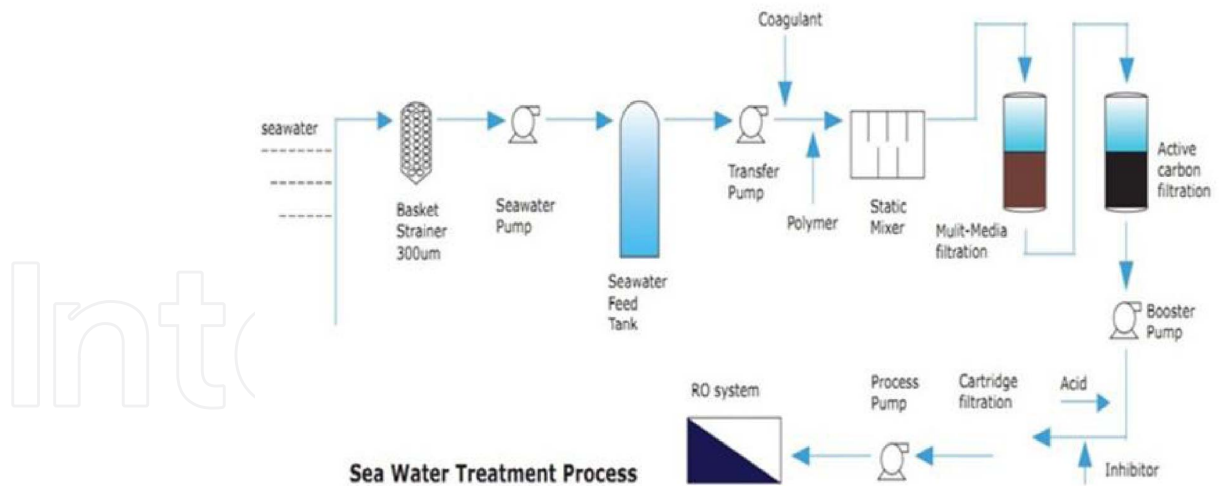 Coagulant
seawater
Basket
Strainer
300um
Seawater
Pump
Seawater
Feed
Tank
Transfer
Pump
Polymer
Static
Mixer
Mulit-Media
filtration
Active
carbon
filtration
Booster
Pump
RO system
Process
Pump
Cartridge
filtration
Acid
Inhibitor
Sea Water Treatment Process